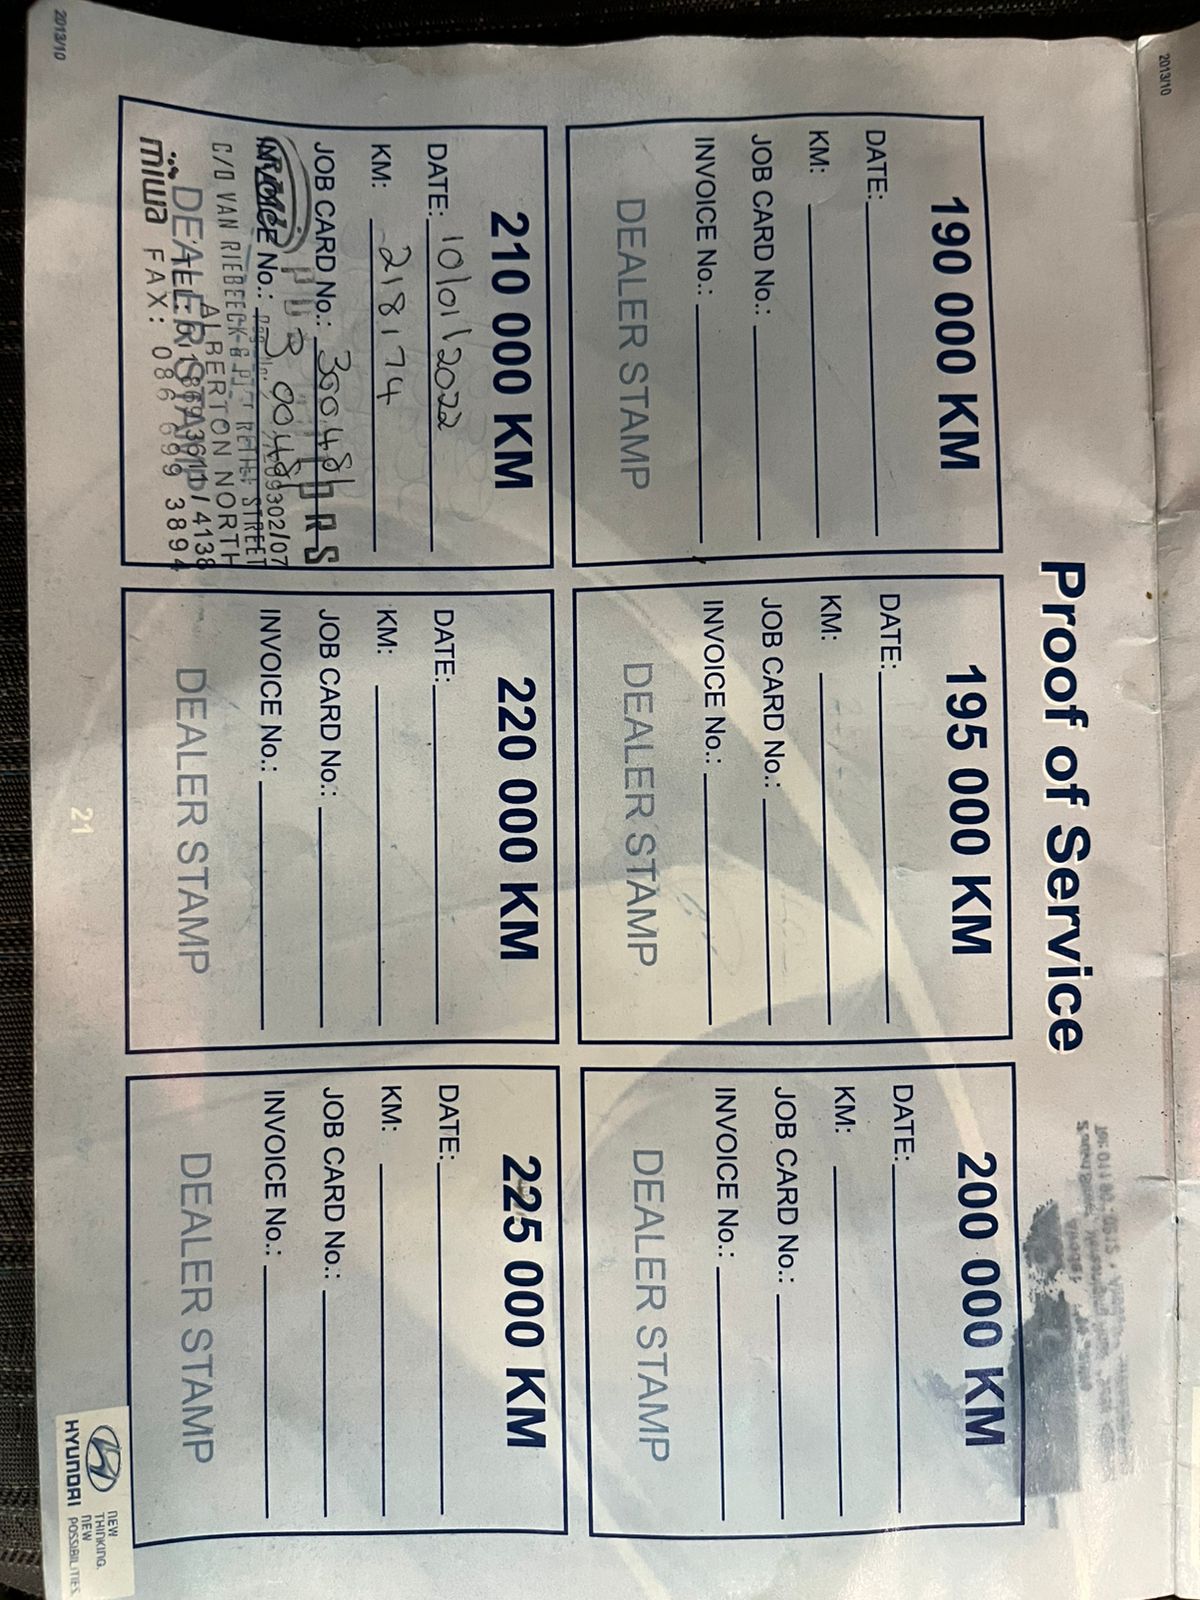 2013/10
2013/10
Proof of Service
190 000 KM
DATE:
KM:
JOB CARD No.:
INVOICE No.:
DEALER STAMP
195 000 KM
DATE:
KM:
JOB CARD No.:
INVOICE No.:
DEALER STAMP
200 000 KM
DATE:
KM:
JOB CARD No.:
INVOICE No.:
DEALER STAMP
210 000 KM
DATE: 10/01/2022
KM: 218174
JOB CARD No.: 30048
INVOICE No.:
C/O VAN RIEBEECK & PIET RETIEF STREET
ALBERTON NORTH
DEALER STAMP
miwa FAX: 086 699 3894
220 000 KM
DATE:
KM:
JOB CARD No.:
INVOICE No.:
DEALER STAMP
225 000 KM
DATE:
KM:
JOB CARD No.:
INVOICE No.:
DEALER STAMP
21
HYUNDAI
NEW
THINKING.
NEW
POSSIBILITIES.